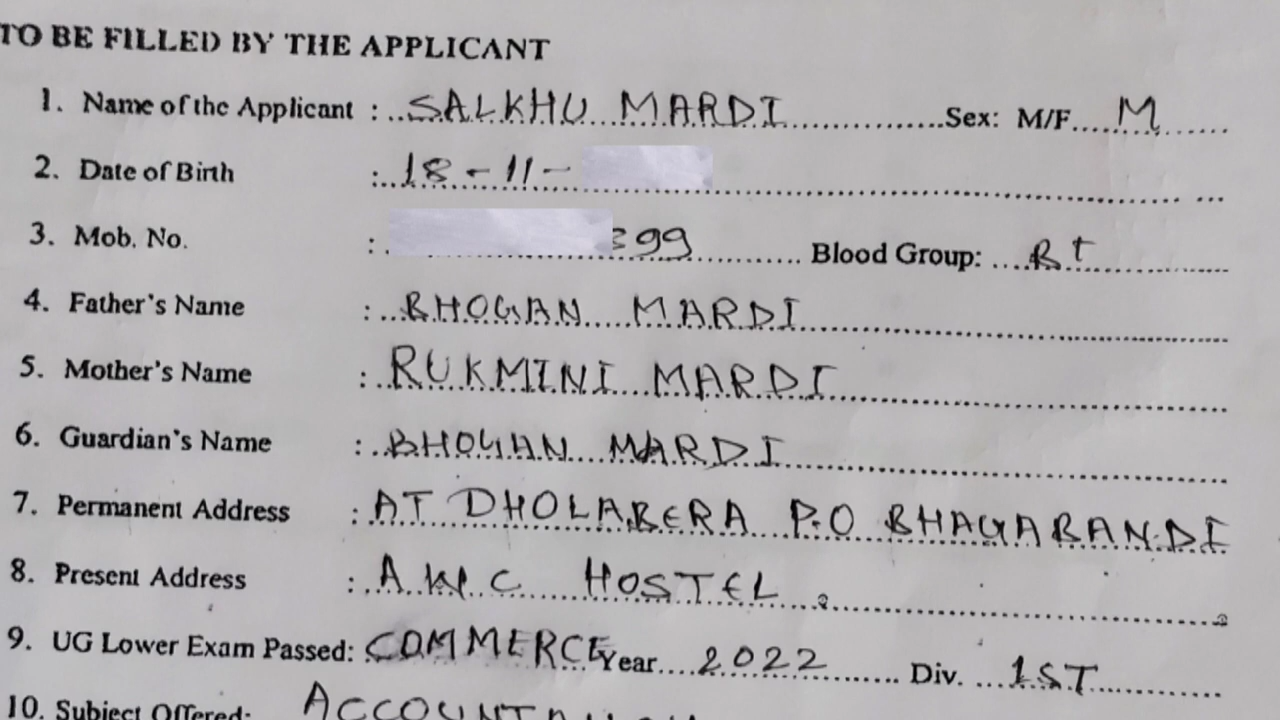 TO BE FILLED BY THE APPLICANT
1. Name of the Applicant : SALKHU MARDI Sex: M/F M
2. Date of Birth : 18-11-
3. Mob. No. : 399 Blood Group: B+
4. Father's Name : BHOGAN MARDI
5. Mother's Name : RUKMINI MARDI
6. Guardian's Name : BHOGAN MARDI
7. Permanent Address : AT DHOLABERA P.O BHAGABANDI
8. Present Address : HOSTEL
9. UG Lower Exam Passed: COMMERCE Year 2022 Div. 1ST
10. Subject Offered: